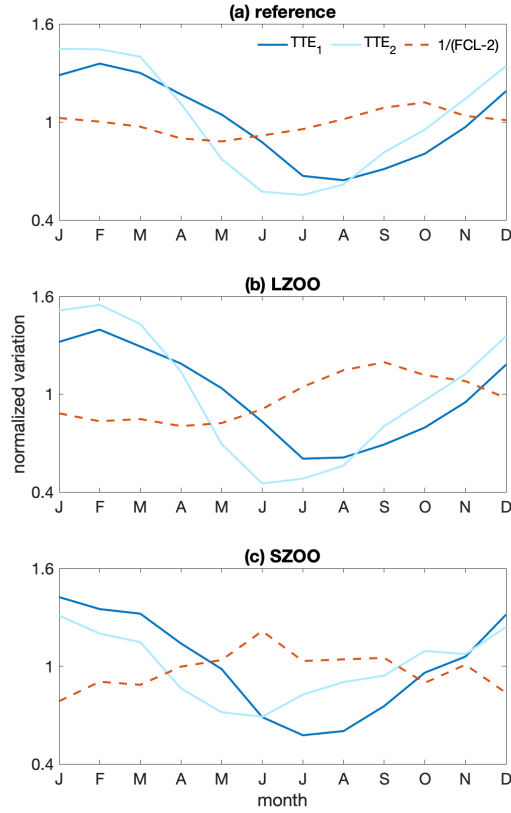 (a) reference
TTE1 TTE2 1/(FCL-2)
1.6
1
0.4
J F M A M J J A S O N D
(b) LZOO
1.6
1
0.4
normalized variation
J F M A M J J A S O N D
(c) SZOO
1.6
1
0.4
J F M A M J J A S O N D
month